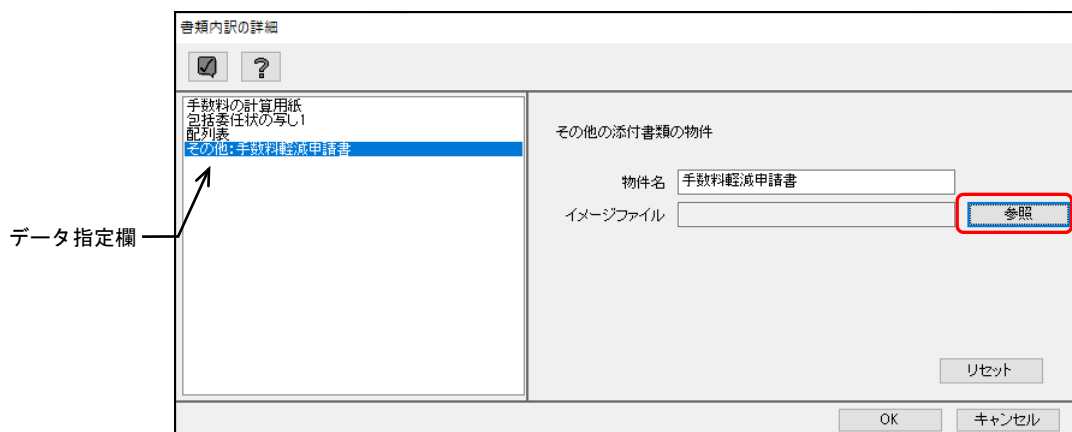 書類内訳の詳細
?
手数料の計算用紙
包括委任状の写し1
配列表
その他:手数料軽減申請書
その他の添付書類の物件
物件名 手数料軽減申請書
イメージファイル 参照
データ指定欄
リセット
OK キャンセル